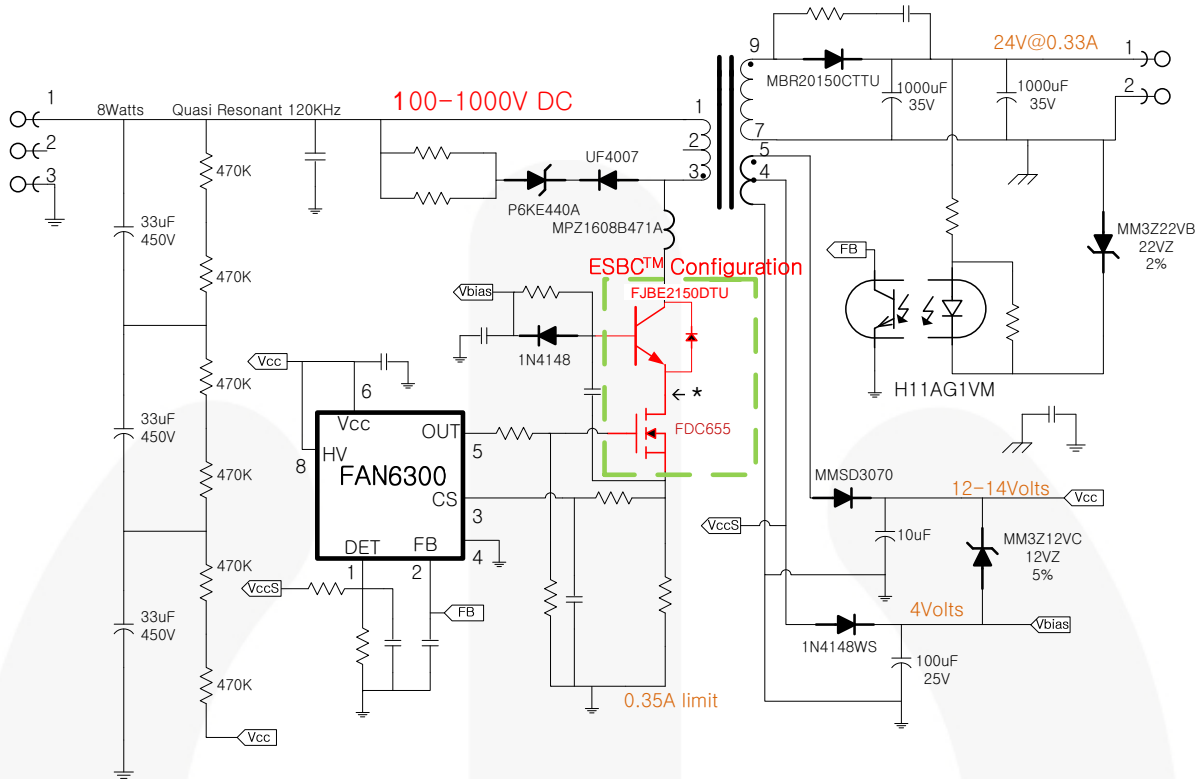 1
2
3
8Watts
Quasi Resonant 120KHz
100-1000V DC
470K
470K
470K
470K
470K
470K
33uF
450V
33uF
450V
33uF
450V
Vcc
P6KE440A
UF4007
MPZ1608B471A
1
2
3
9
7
5
4
MBR20150CTTU
24V@0.33A
1
2
1000uF
35V
1000uF
35V
MM3Z22VB
22VZ
2%
FB
H11AG1VM
ESBC™ Configuration
FJBE2150DTU
Vbias
1N4148
← *
FDC655
Vcc
6
Vcc
8
HV
FAN6300
OUT
5
CS
3
4
DET
FB
1
2
VccS
FB
0.35A limit
MMSD3070
12-14Volts
Vcc
VccS
10uF
MM3Z12VC
12VZ
5%
4Volts
Vbias
1N4148WS
100uF
25V